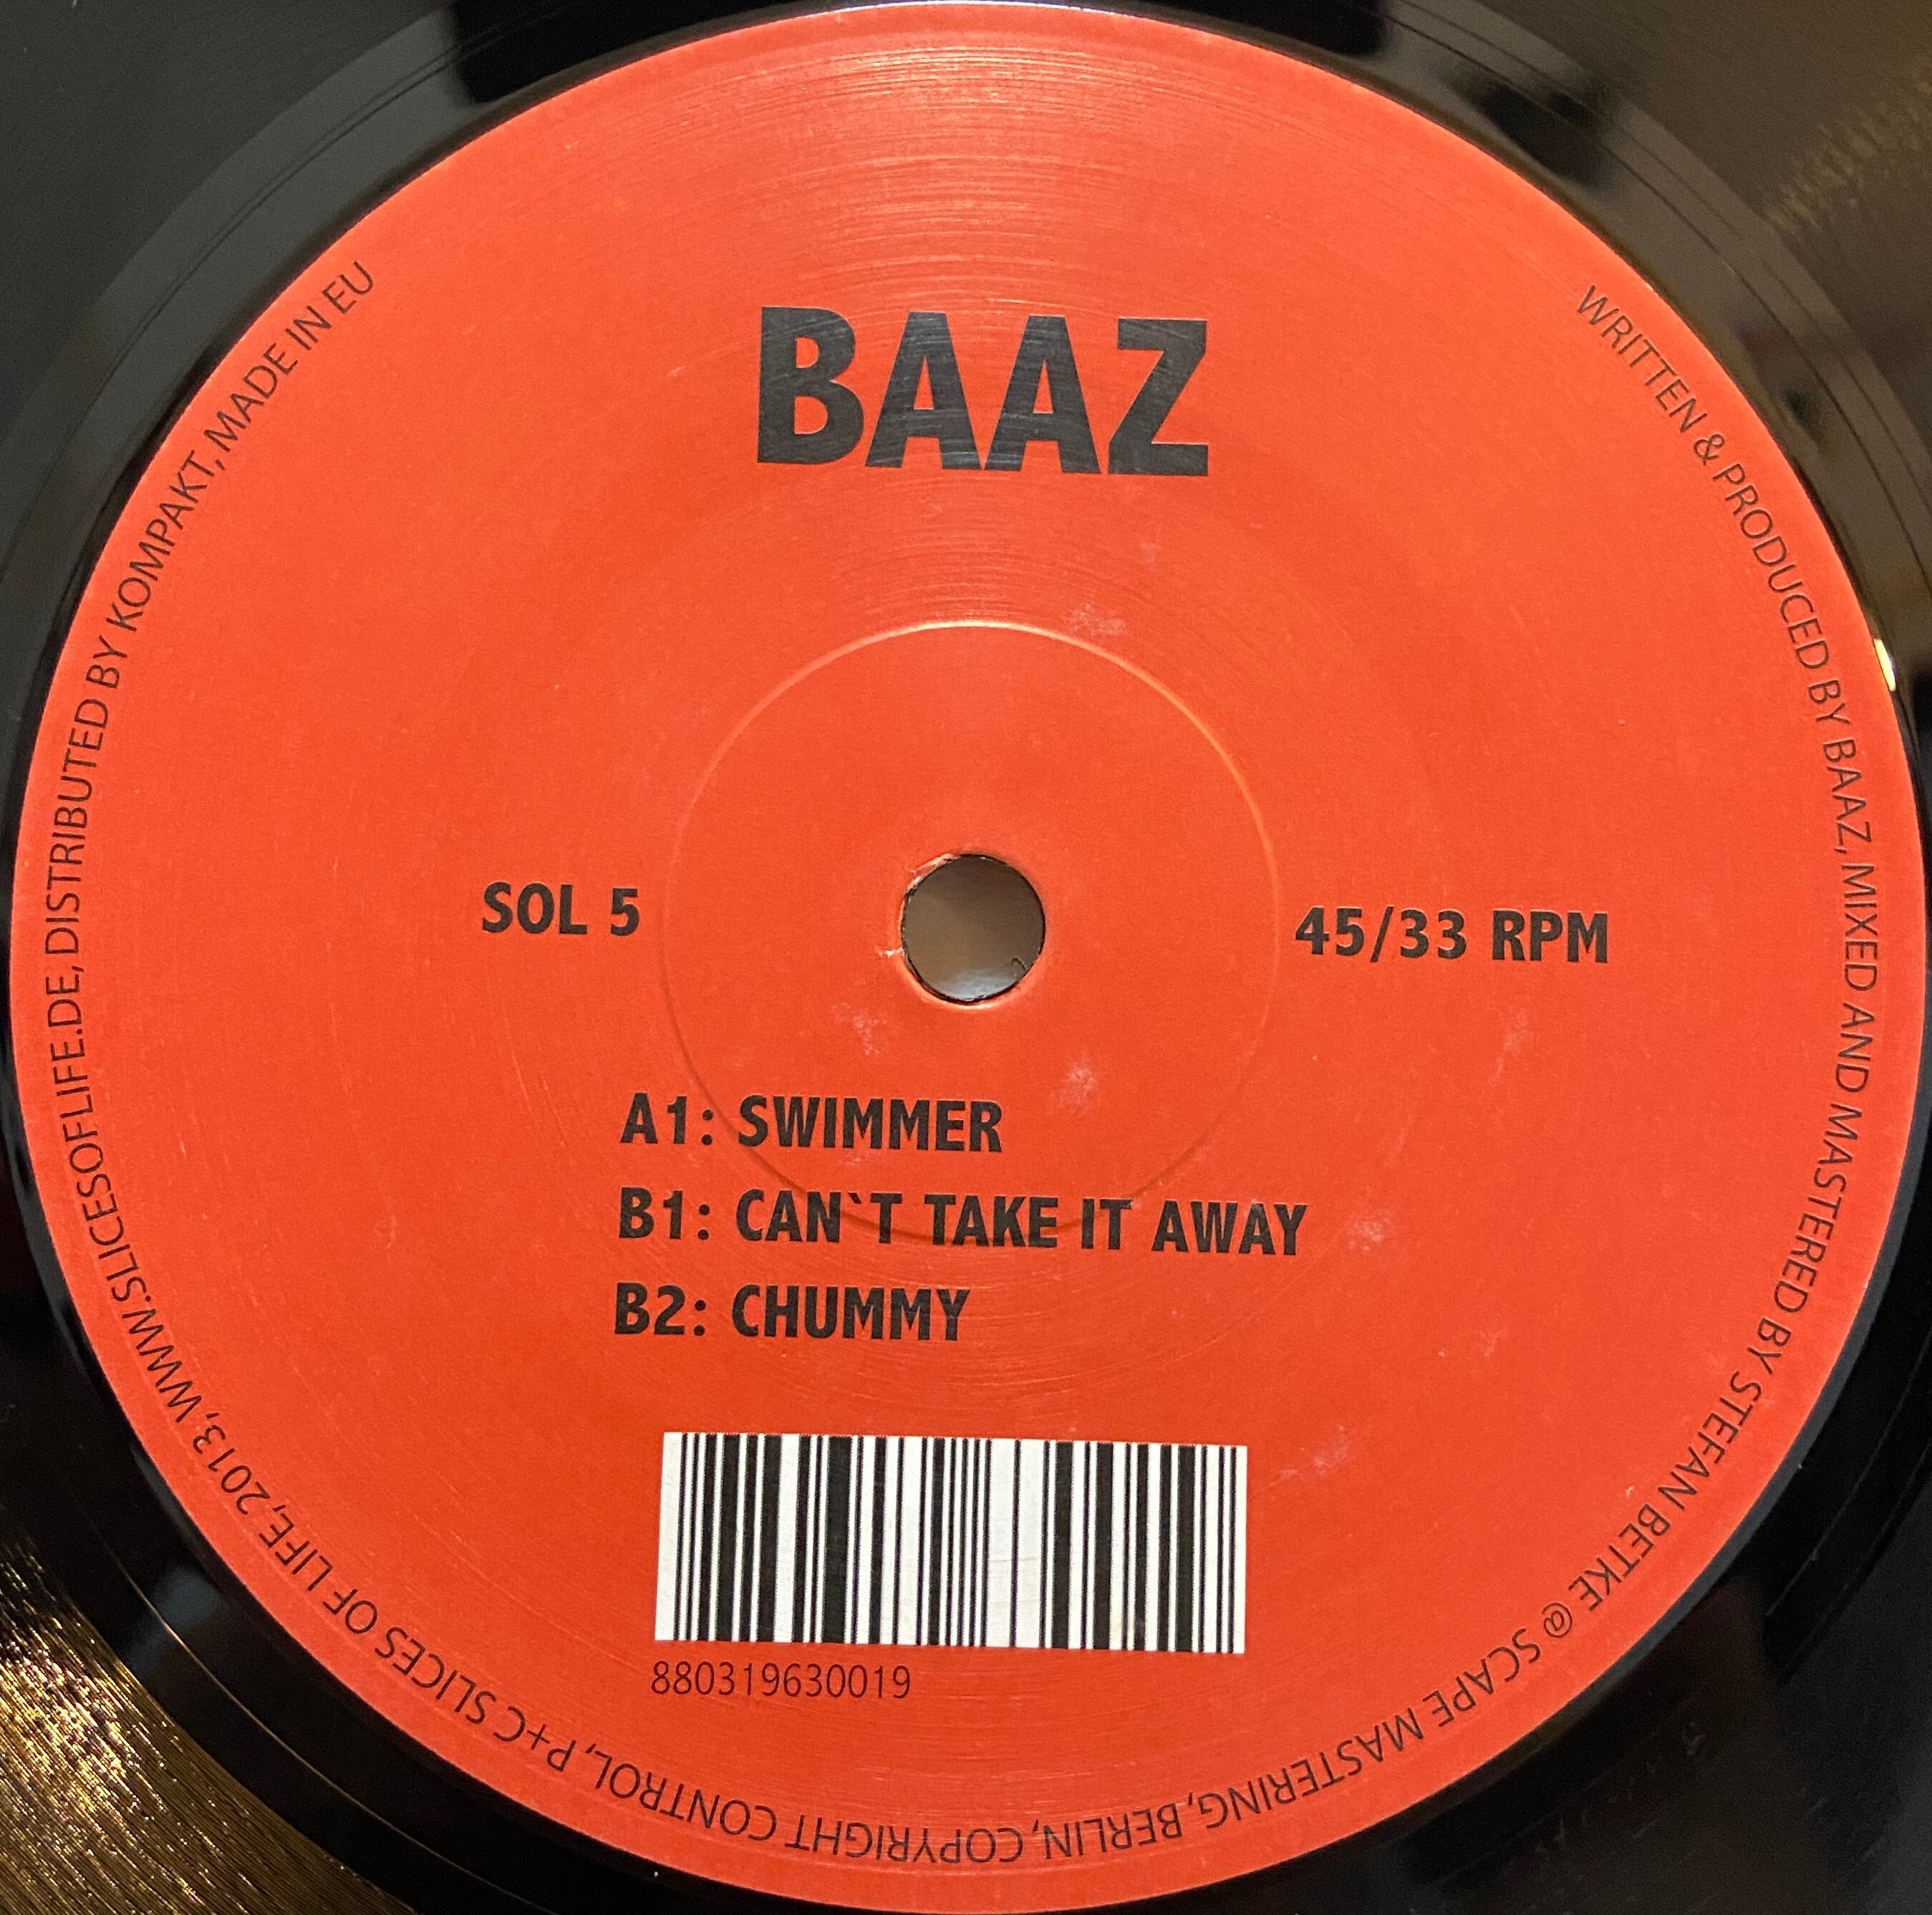 BAAZ
SOL 5
45/33 RPM
A1: SWIMMER
B1: CAN`T TAKE IT AWAY
B2: CHUMMY
880319630019
WRITTEN & PRODUCED BY BAAZ, MIXED AND MASTERED BY STEFAN BETKE @ SCAPE MASTERING, BERLIN, COPYRIGHT CONTROL, P+C SLICES OF LIFE, 2013, WWW.SLICESOFLIFE.DE, DISTRIBUTED BY KOMPAKT, MADE IN EU